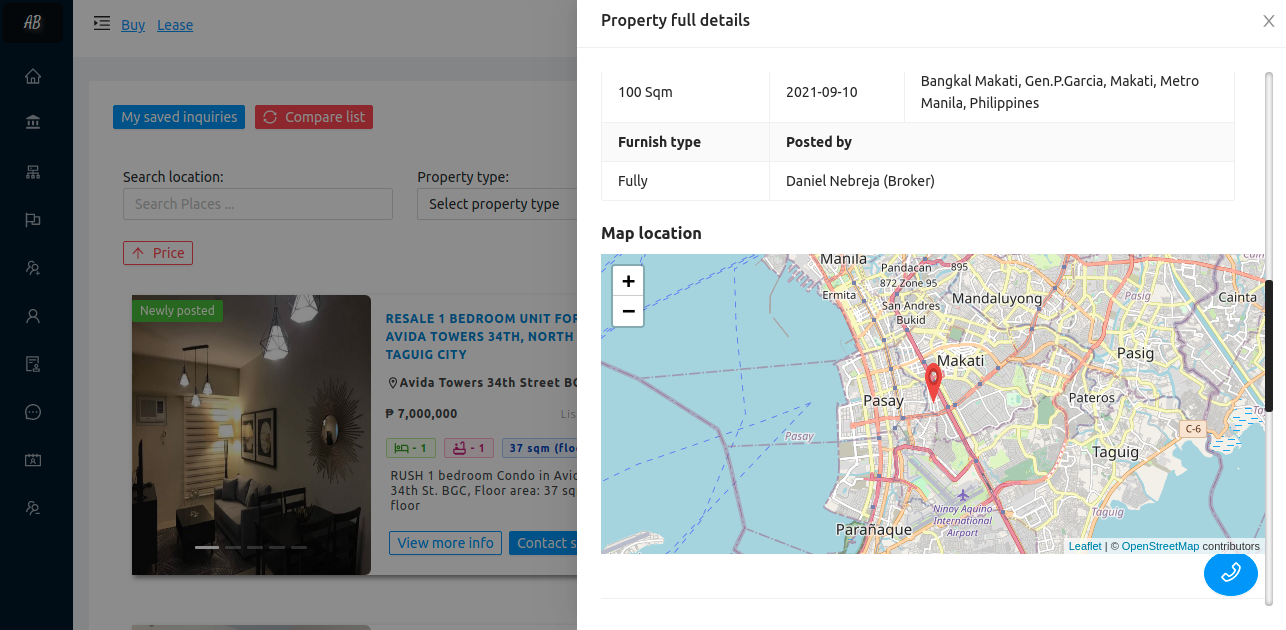 AB
Buy Lease
My saved inquiries Compare list
Search location: Property type:
Search Places ... Select property type
Price
Newly posted
RESALE 1 BEDROOM UNIT FOR
AVIDA TOWERS 34TH, NORTH
TAGUIG CITY
Avida Towers 34th Street BG
₱ 7,000,000 Lis
- 1 - 1 37 sqm (floo
RUSH 1 bedroom Condo in Avid
34th St. BGC, Floor area: 37 sq
floor
View more info Contact s
Property full details
100 Sqm 2021-09-10 Bangkal Makati, Gen.P.Garcia, Makati, Metro
Manila, Philippines
Furnish type Posted by
Fully Daniel Nebreja (Broker)
Map location
+
−
Manila
Pandacan
895
872 Zone 95
Ermita
San Andres
Bukid
Mandaluyong
Pasig
Cainta
Makati
Pasig
Pasay
Pateros
Pasay
C-6
Taguig
Ninoy Aquino
International
Airport
Taguig
Parañaque
Leaflet | © OpenStreetMap contributors